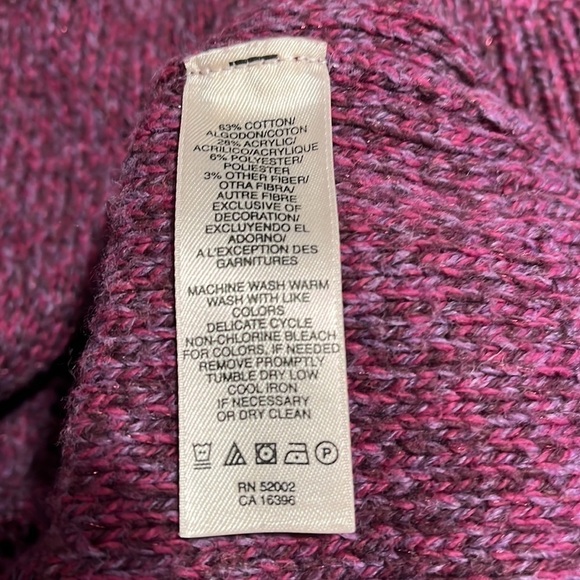 63% COTTON/
ALGODON/COTON
28% ACRYLIC/
ACRILICO/ACRYLIQUE
6% POLYESTER/
POLIESTER
3% OTHER FIBER/
OTRA FIBRA/
AUTRE FIBRE
EXCLUSIVE OF
DECORATION/
EXCLUYENDO EL
ADORNO/
A L'EXCEPTION DES
GARNITURES
MACHINE WASH WARM
WASH WITH LIKE
COLORS
DELICATE CYCLE
NON-CHLORINE BLEACH
FOR COLORS, IF NEEDED
REMOVE PROMPTLY
TUMBLE DRY LOW
COOL IRON
IF NECESSARY
OR DRY CLEAN
P
RN 52002
CA 16396